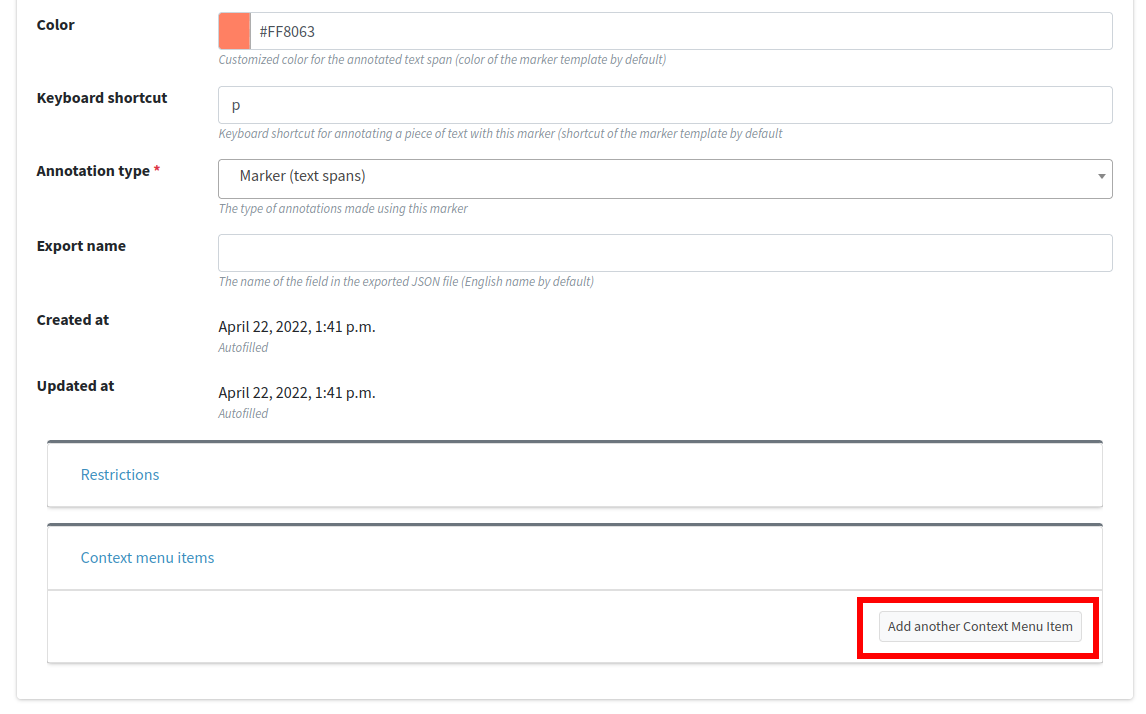 Color
#FF8063
Customized color for the annotated text span (color of the marker template by default)
Keyboard shortcut
p
Keyboard shortcut for annotating a piece of text with this marker (shortcut of the marker template by default
Annotation type *
Marker (text spans)
The type of annotations made using this marker
Export name
The name of the field in the exported JSON file (English name by default)
Created at
April 22, 2022, 1:41 p.m.
Autofilled
Updated at
April 22, 2022, 1:41 p.m.
Autofilled
Restrictions
Context menu items
Add another Context Menu Item